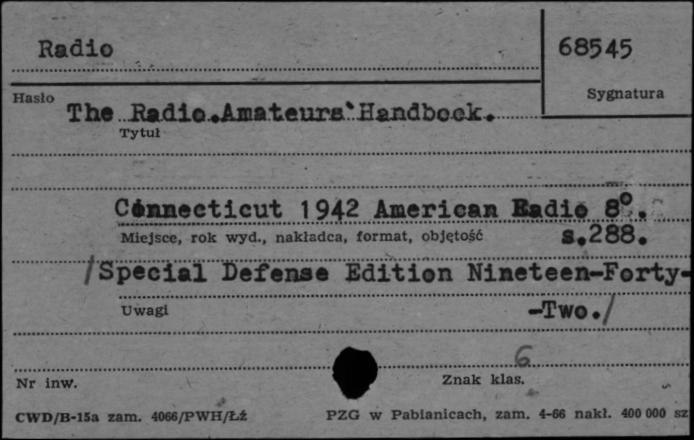 Radio
68545
Hasło
Sygnatura
The Radio Amateurs' Handbook.
Tytuł
Connecticut 1942 American Radio 8º.
Miejsce, rok wyd., nakładca, format, objętość
s.288.
/Special Defense Edition Nineteen-Forty-
Uwagi
-Two./
6
Nr inw.
Znak klas.
CWD/B-15a zam. 4066/PWH/Łź
PZG w Pabianicach, zam. 4-66 nakł. 400 000 sz